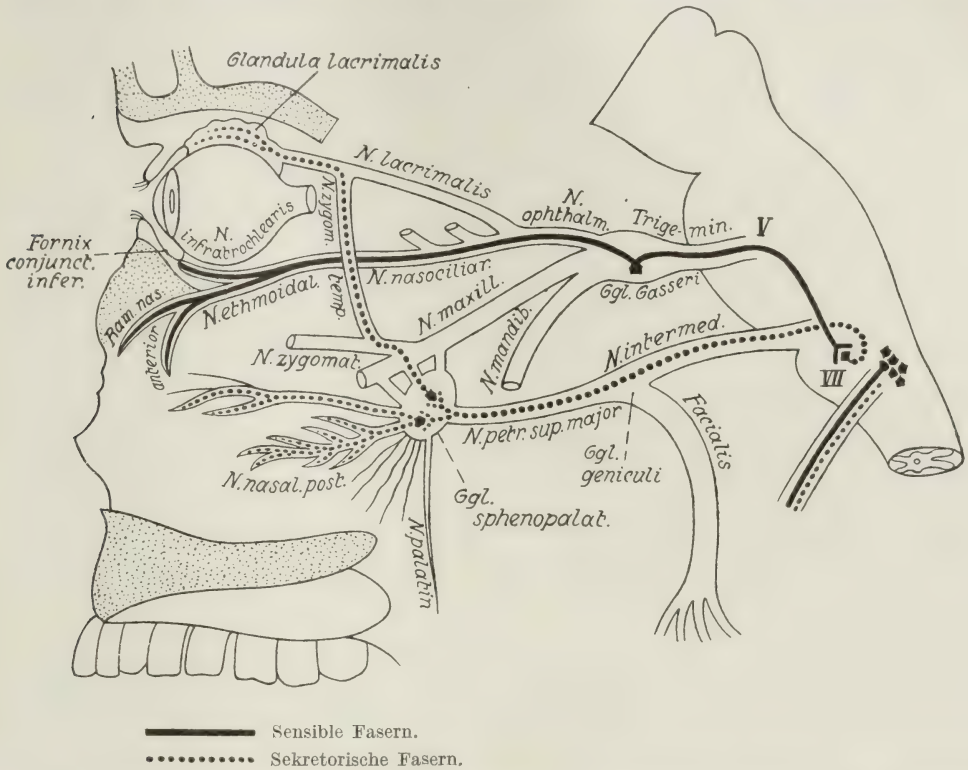 Glandula lacrimalis
N. lacrimalis
N.
ophthalm.
Trige-min.
V
N. zygom.
temp.
N.
infratrochlearis
Fornix
conjunct.
infer.
N. nasociliar.
Ggl. Gasseri
Ram. nas.
anterior
N. ethmoidal.
N. maxill.
N. mandib.
N. intermed.
VII
N. zygomat.
N. petr. sup. major
Facialis
Ggl.
geniculi
N. nasal. post.
Ggl.
sphenopalat.
N. palatin
Sensible Fasern.
Sekretorische Fasern.